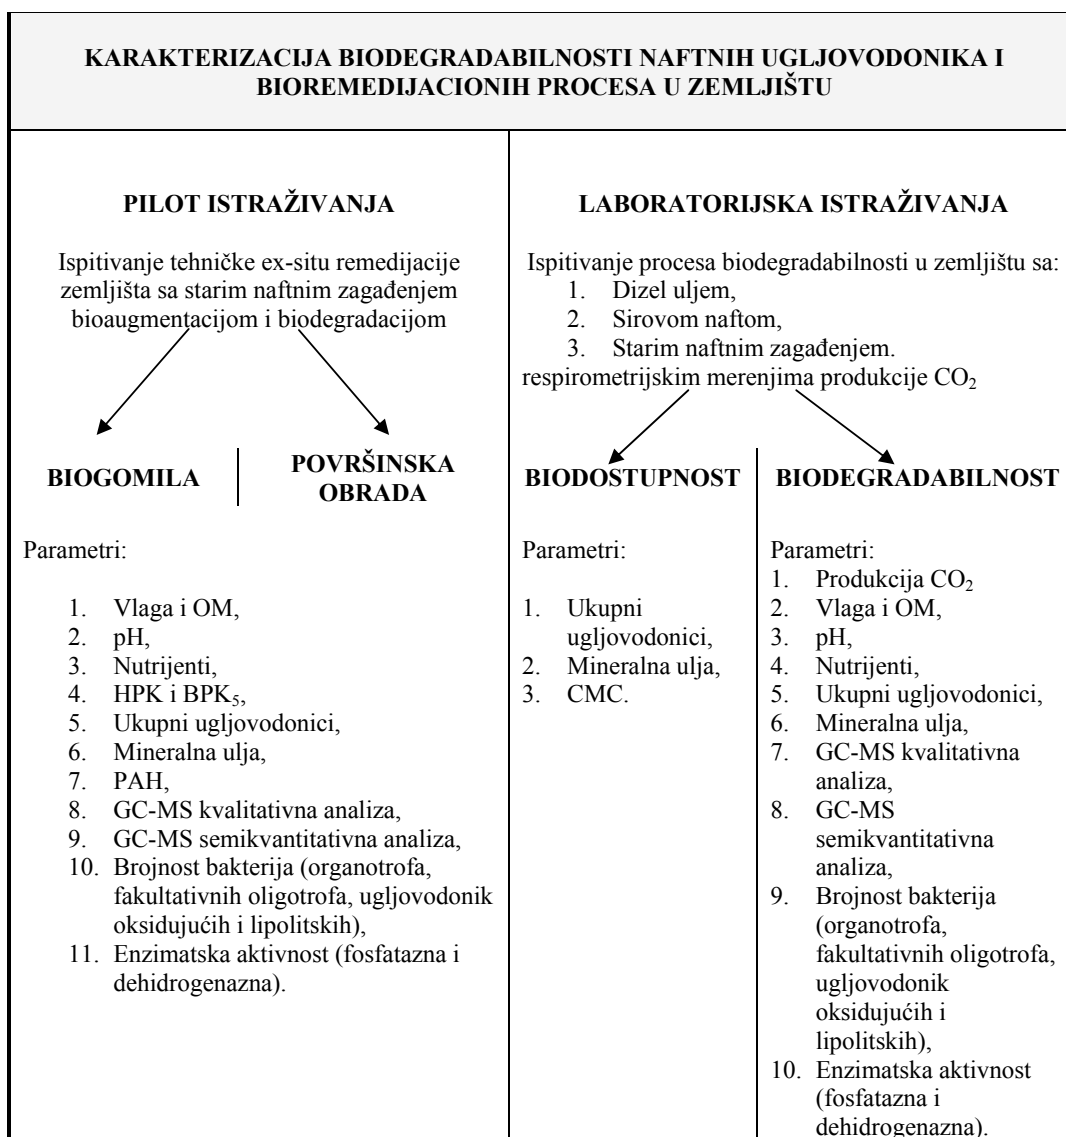 KARAKTERIZACIJA BIODEGRADABILNOSTI NAFTNIH UGLJOVODONIKA I
BIOREMEDIJACIONIH PROCESA U ZEMLJIŠTU
PILOT ISTRAŽIVANJA
Ispitivanje tehničke ex-situ remedijacije
zemljišta sa starim naftnim zagađenjem
bioaugmentacijom i biodegradacijom
BIOGOMILA
POVRŠINSKA
OBRADA
Parametri:
1. Vlaga i OM,
2. pH,
3. Nutrijenti,
4. HPK i BPK₅,
5. Ukupni ugljovodonici,
6. Mineralna ulja,
7. PAH,
8. GC-MS kvalitativna analiza,
9. GC-MS semikvantitativna analiza,
10. Brojnost bakterija (organotrofa,
fakultativnih oligotrofa, ugljovodonik
oksidujućih i lipolitskih),
11. Enzimatska aktivnost (fosfatazna i
dehidrogenazna).
LABORATORIJSKA ISTRAŽIVANJA
Ispitivanje procesa biodegradabilnosti u zemljištu sa:
1. Dizel uljem,
2. Sirovom naftom,
3. Starim naftnim zagađenjem.
respirometrijskim merenjima produkcije CO₂
BIODOSTUPNOST
Parametri:
1. Ukupni
ugljovodonici,
2. Mineralna ulja,
3. CMC.
BIODEGRADABILNOST
Parametri:
1. Produkcija CO₂
2. Vlaga i OM,
3. pH,
4. Nutrijenti,
5. Ukupni ugljovodonici,
6. Mineralna ulja,
7. GC-MS kvalitativna
analiza,
8. GC-MS
semikvantitativna
analiza,
9. Brojnost bakterija
(organotrofa,
fakultativnih oligotrofa,
ugljovodonik
oksidujućih i
lipolitskih),
10. Enzimatska aktivnost
(fosfatazna i
dehidrogenazna).